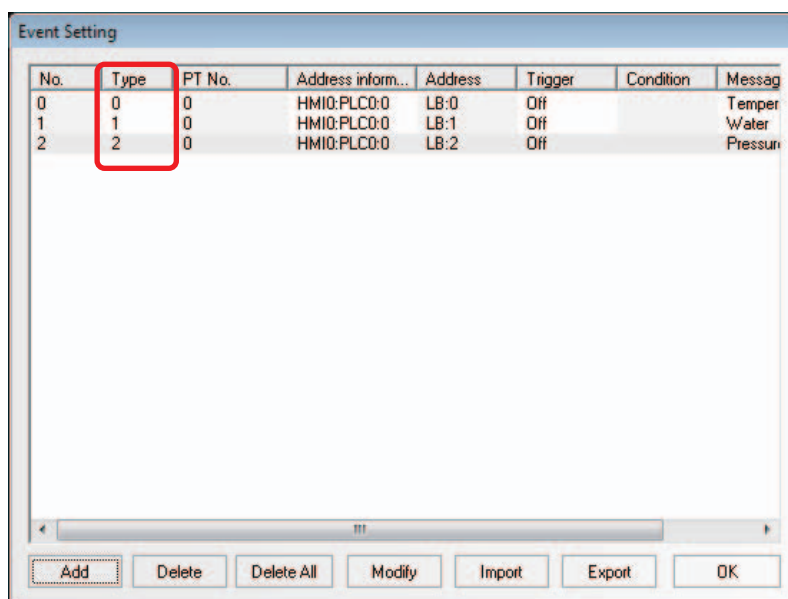 Event Setting
No. Type PT No. Address inform... Address Trigger Condition Messag
0 0 0 HMI0:PLC0:0 LB:0 Off Temper
1 1 0 HMI0:PLC0:0 LB:1 Off Water
2 2 0 HMI0:PLC0:0 LB:2 Off Pressur
Add Delete Delete All Modify Import Export OK